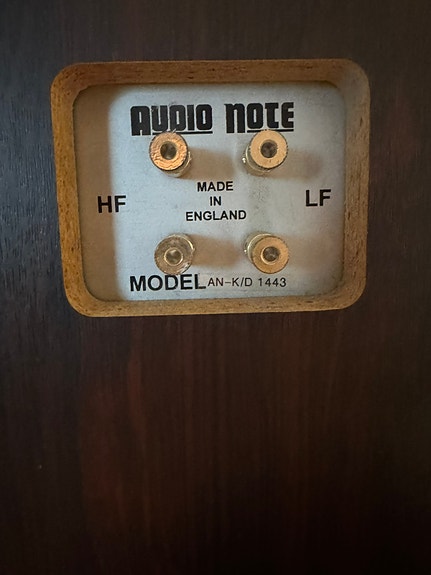 AUDIO NOTE
HF
MADE
IN
ENGLAND
LF
MODEL AN-K/D 1443